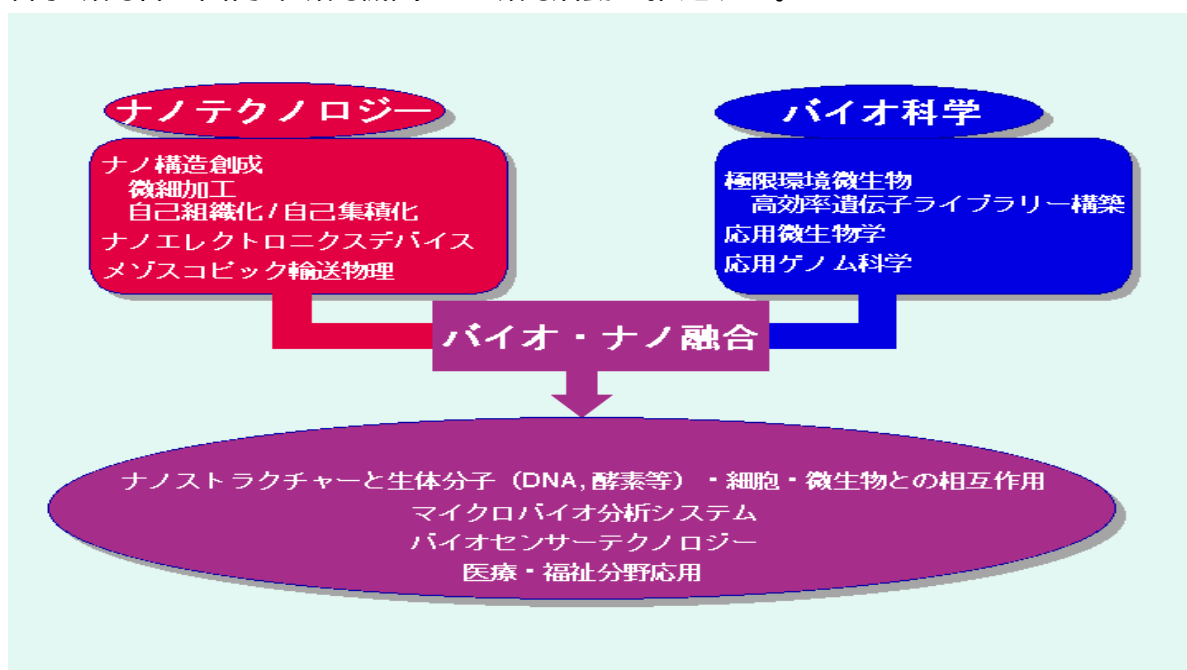 ナノテクノロジー
ナノ構造創成
微細加工
自己組織化/自己集積化
ナノエレクトロニクスデバイス
メゾスコピック輸送物理
バイオ科学
極限環境微生物
高効率遺伝子ライブラリー構築
応用微生物学
応用ゲノム科学
バイオ・ナノ融合
ナノストラクチャーと生体分子（DNA,酵素等）・細胞・微生物との相互作用
マイクロバイオ分析システム
バイオセンサーテクノロジー
医療・福祉分野応用